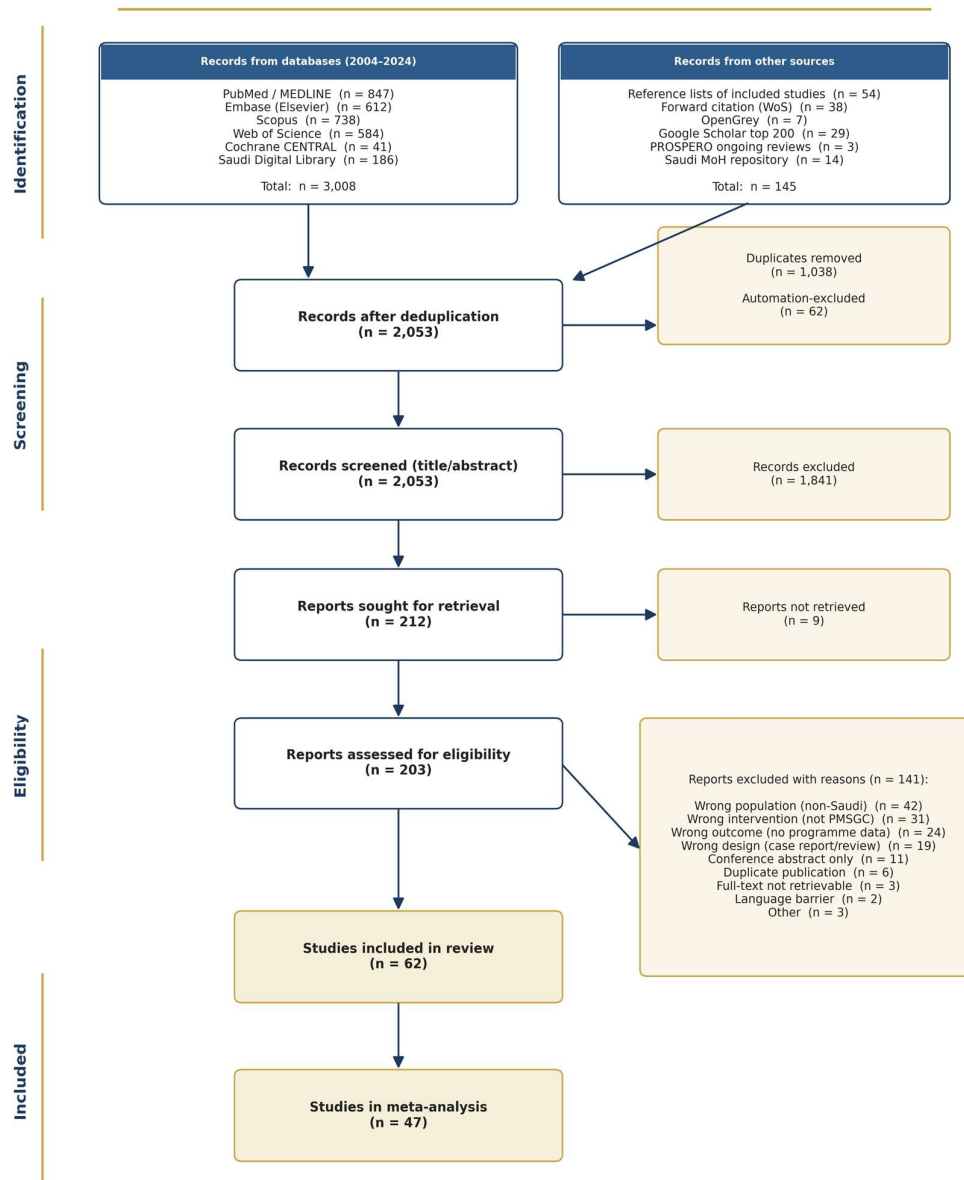 Identification
Records from databases (2004–2024)
PubMed / MEDLINE (n = 847)
Embase (Elsevier) (n = 612)
Scopus (n = 738)
Web of Science (n = 584)
Cochrane CENTRAL (n = 41)
Saudi Digital Library (n = 186)
Total: n = 3,008
Records from other sources
Reference lists of included studies (n = 54)
Forward citation (WoS) (n = 38)
OpenGrey (n = 7)
Google Scholar top 200 (n = 29)
PROSPERO ongoing reviews (n = 3)
Saudi MoH repository (n = 14)
Total: n = 145
Duplicates removed
(n = 1,038)
Automation-excluded
(n = 62)
Screening
Records after deduplication
(n = 2,053)
Records screened (title/abstract)
(n = 2,053)
Records excluded
(n = 1,841)
Reports sought for retrieval
(n = 212)
Reports not retrieved
(n = 9)
Eligibility
Reports assessed for eligibility
(n = 203)
Reports excluded with reasons (n = 141):
Wrong population (non-Saudi) (n = 42)
Wrong intervention (not PMSGC) (n = 31)
Wrong outcome (no programme data) (n = 24)
Wrong design (case report/review) (n = 19)
Conference abstract only (n = 11)
Duplicate publication (n = 6)
Full-text not retrievable (n = 3)
Language barrier (n = 2)
Other (n = 3)
Included
Studies included in review
(n = 62)
Studies in meta-analysis
(n = 47)